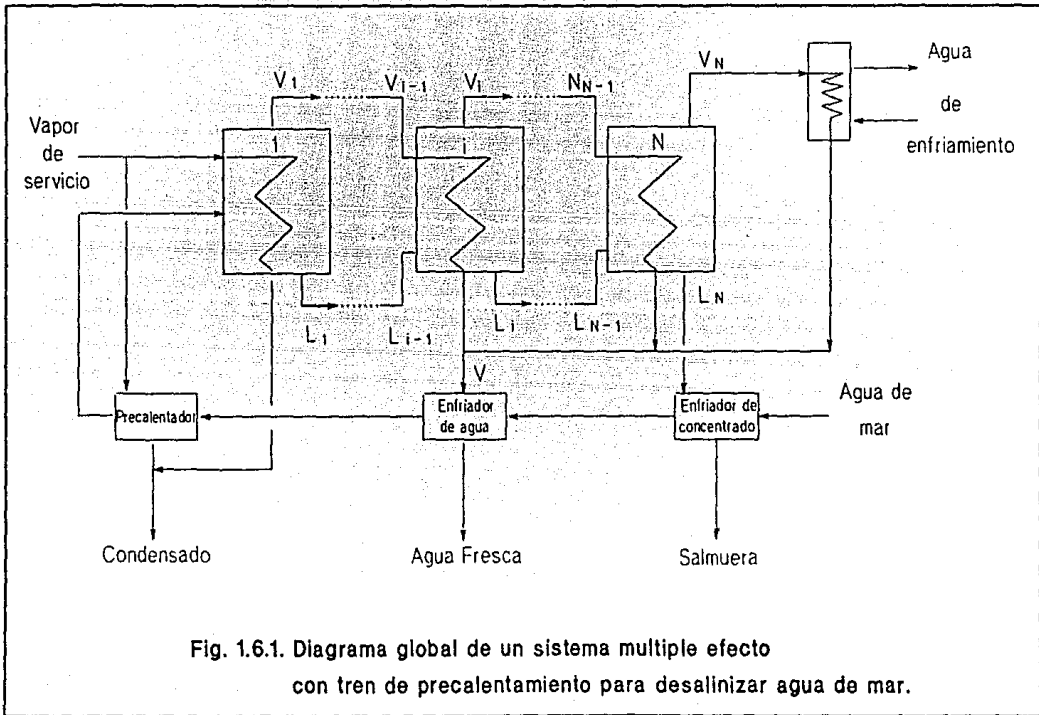 V1
Vi-1
Vi
NN-1
VN
Agua
de
enfriamiento
Vapor
de
servicio
1
i
N
L1
Li-1
Li
LN-1
LN
V
Agua de
mar
Precalentador
Enfriador
de agua
Enfriador de
concentrado
Condensado
Agua Fresca
Salmuera
Fig. 1.6.1. Diagrama global de un sistema multiple efecto
con tren de precalentamiento para desalinizar agua de mar.